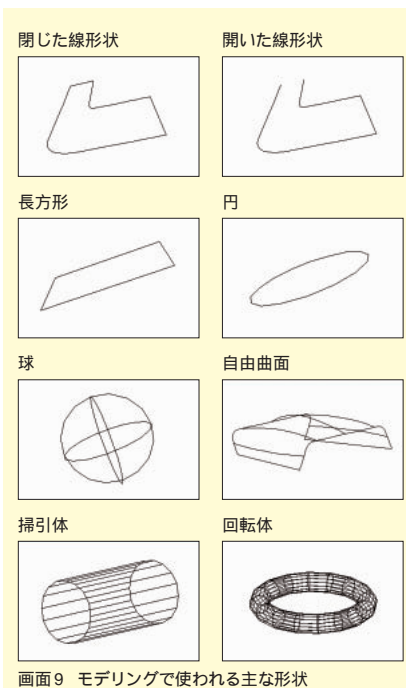 閉じた線形状
開いた線形状
長方形
円
球
自由曲面
掃引体
回転体
画面9 モデリングで使われる主な形状